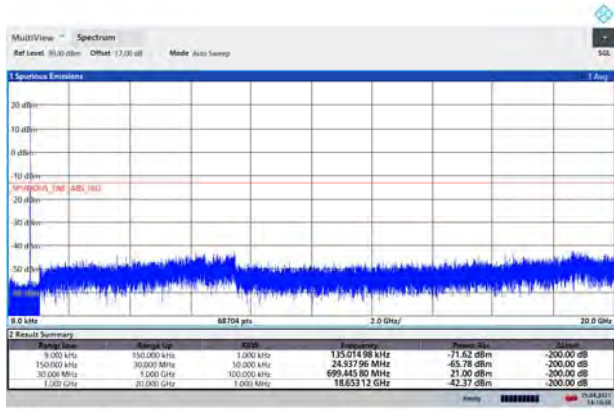 MultiView Spectrum
Ref Level 30.00 dBm Offset 17.00 dB Mode Auto Sweep SGL
1 Spurious Emissions 1 Avg
20 dBm
10 dBm
0 dBm
-10 dBm
-20 dBm
-30 dBm
-40 dBm
-50 dBm
9.0 kHz 68704 pts 2.0 GHz/ 20.0 GHz
2 Result Summary
Range Low Range Up RBW Frequency Power Abs ΔLimit
9.000 kHz 150.000 kHz 1.000 kHz 135.014 98 kHz -71.62 dBm -200.00 dB
150.000 kHz 30.000 MHz 10.000 kHz 24.937 96 MHz -65.78 dBm -200.00 dB
30.000 MHz 1.000 GHz 100.000 kHz 699.445 80 MHz 21.00 dBm -200.00 dB
1.000 GHz 20.000 GHz 1.000 MHz 18.653 12 GHz -42.37 dBm -200.00 dB
Ready